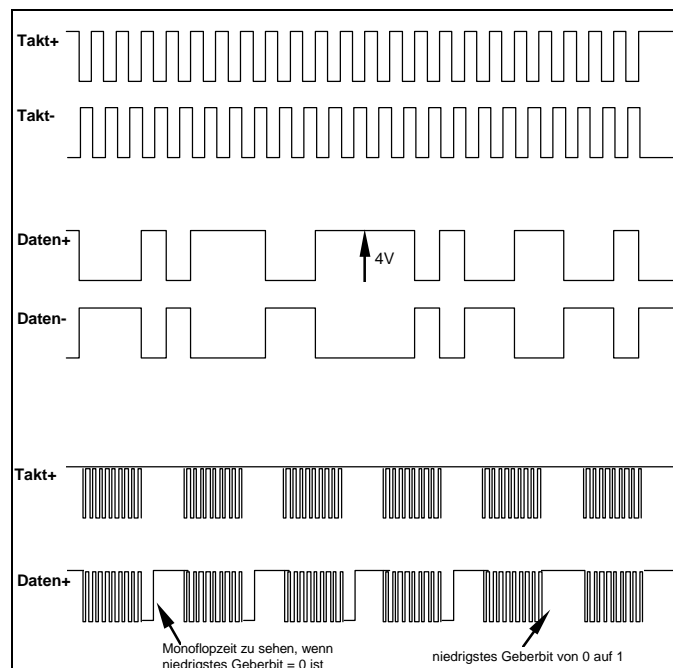 Takt+
Takt-
Daten+
4V
Daten-
Takt+
Daten+
Monoflopzeit zu sehen, wenn
niedrigstes Geberbit = 0 ist
niedrigstes Geberbit von 0 auf 1